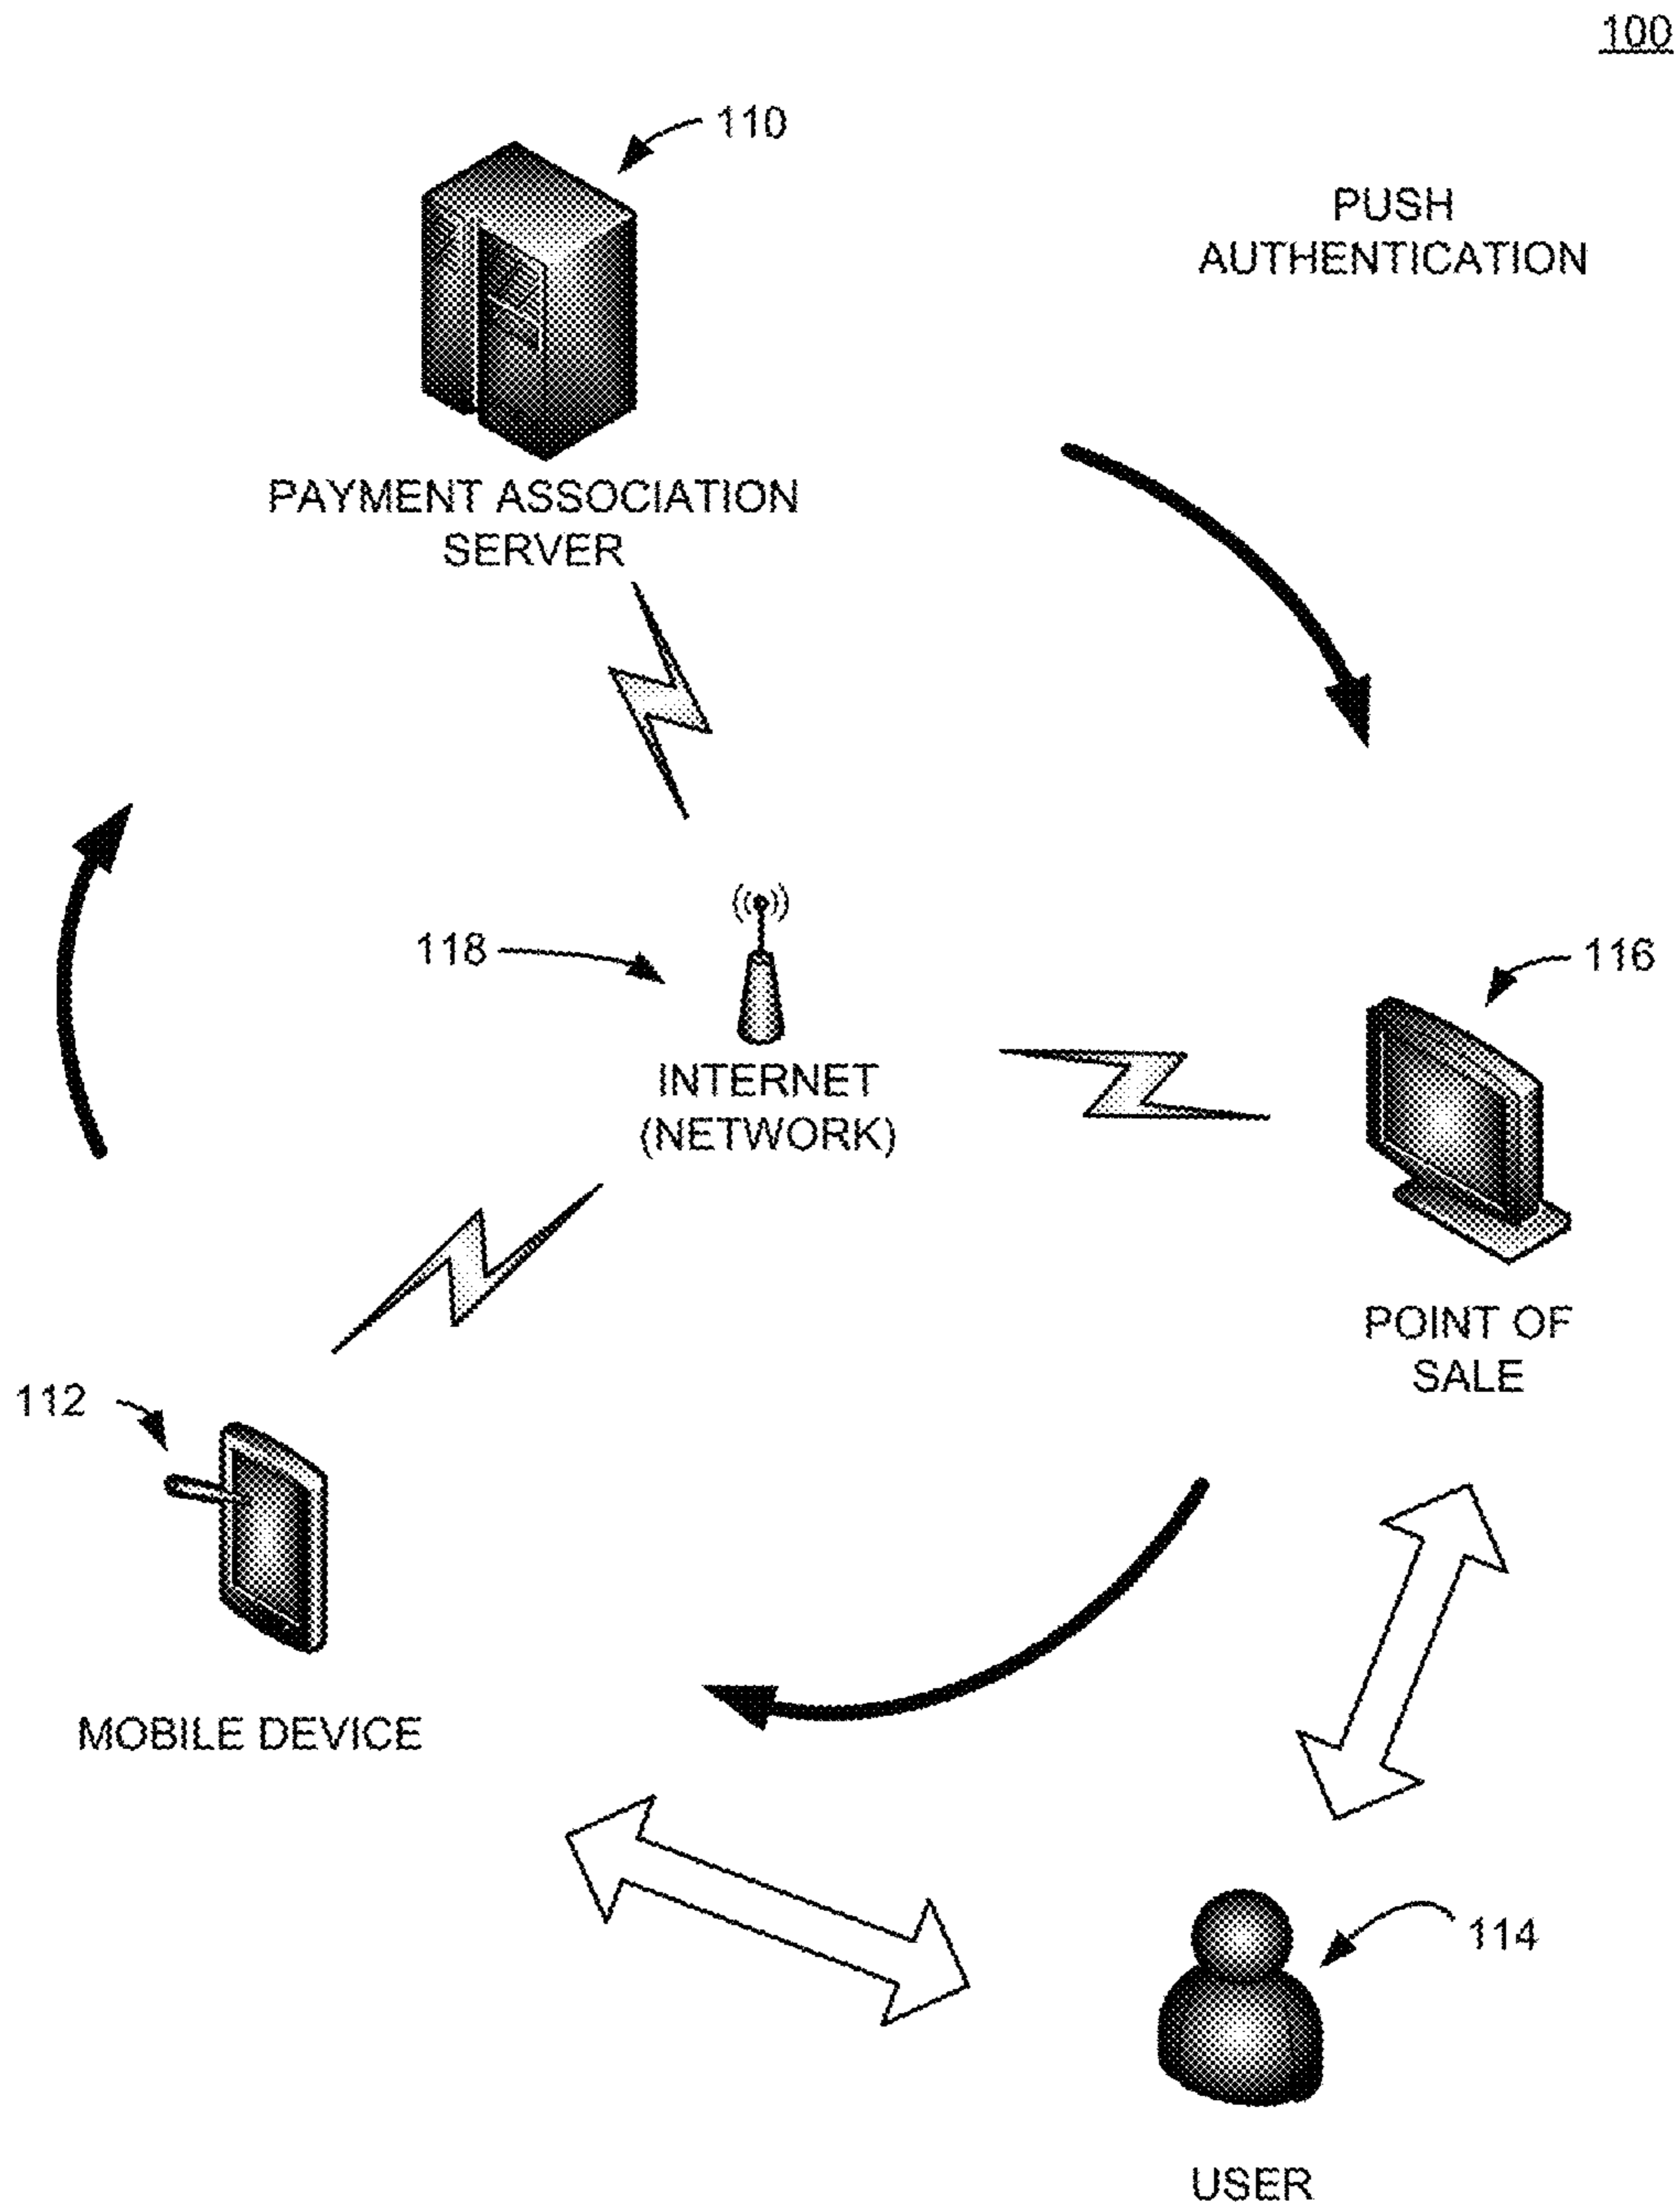 100
110
PUSH
AUTHENTICATION
PAYMENT ASSOCIATION
SERVER
118
116
INTERNET
(NETWORK)
POINT OF
SALE
112
MOBILE DEVICE
114
USER